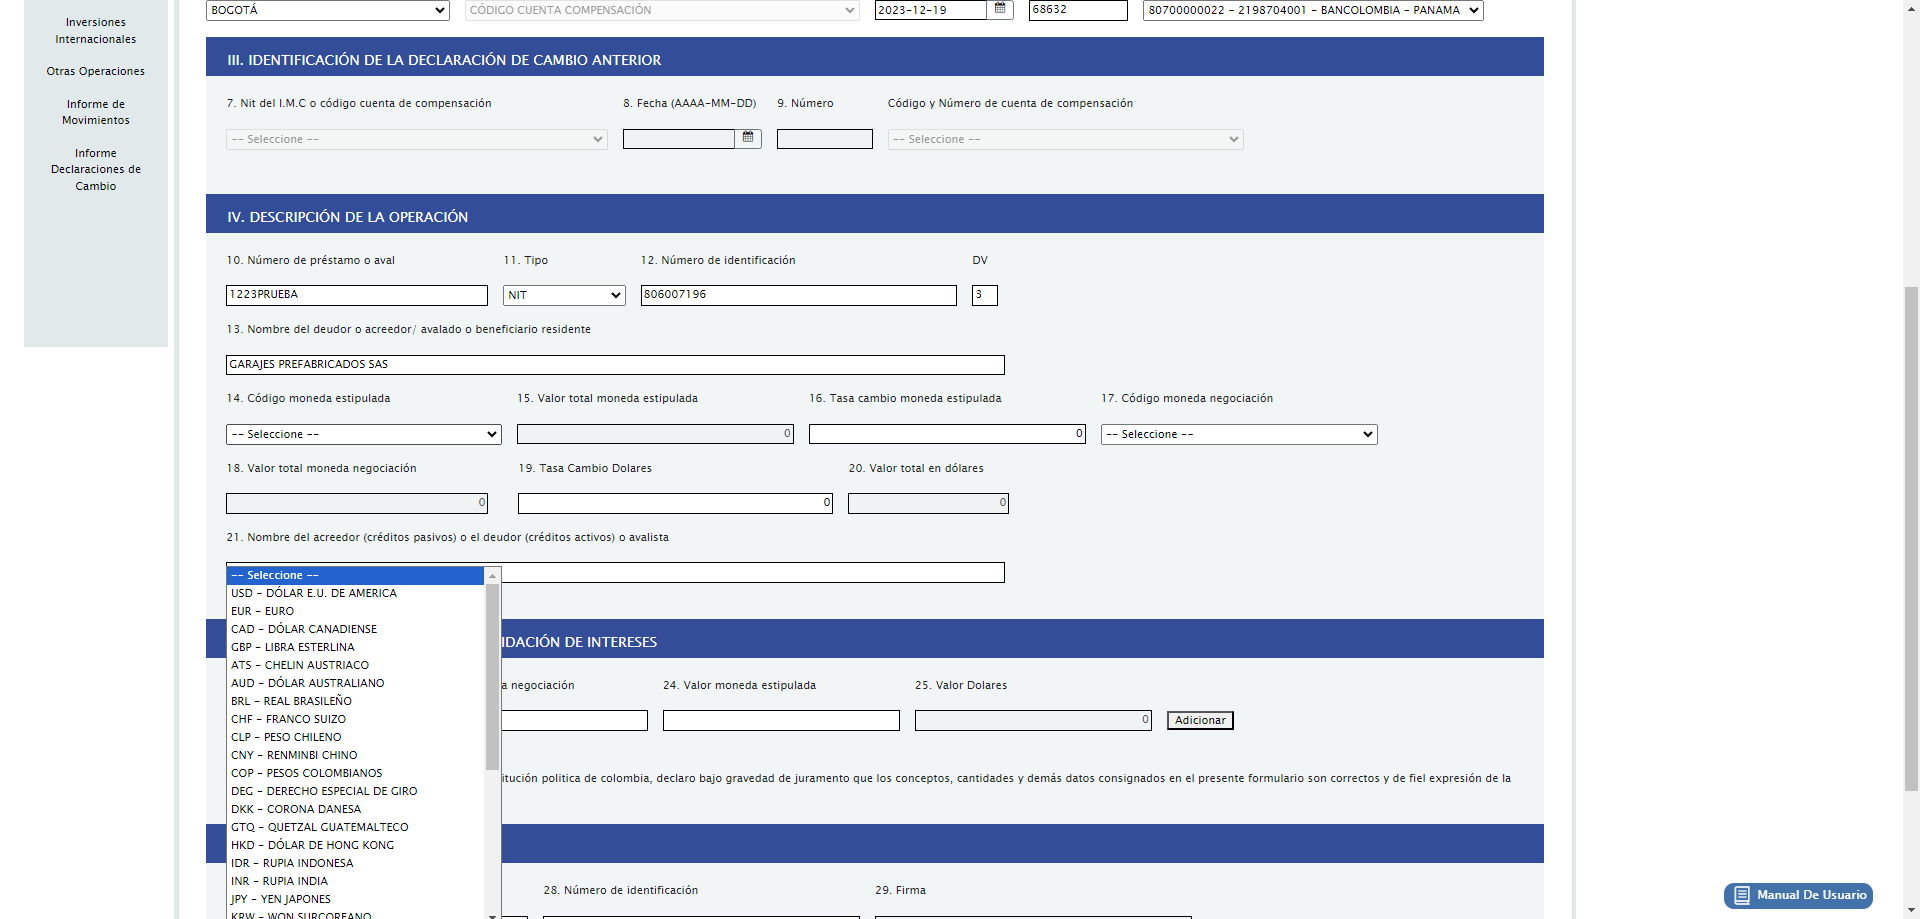 Inversiones
Internacionales
Otras Operaciones
Informe de
Movimientos
Informe
Declaraciones de
Cambio
BOGOTÁ
CÓDIGO CUENTA COMPENSACIÓN
2023-12-19
68632
80700000022 - 2198704001 - BANCOLOMBIA - PANAMA
III. IDENTIFICACIÓN DE LA DECLARACIÓN DE CAMBIO ANTERIOR
7. Nit del I.M.C o código cuenta de compensación
8. Fecha (AAAA-MM-DD)
9. Número
Código y Número de cuenta de compensación
-- Seleccione --
-- Seleccione --
IV. DESCRIPCIÓN DE LA OPERACIÓN
10. Número de préstamo o aval
11. Tipo
12. Número de identificación
DV
1223PRUEBA
NIT
806007196
3
13. Nombre del deudor o acreedor/ avalado o beneficiario residente
GARAJES PREFABRICADOS SAS
14. Código moneda estipulada
15. Valor total moneda estipulada
16. Tasa cambio moneda estipulada
17. Código moneda negociación
-- Seleccione --
0
0
-- Seleccione --
18. Valor total moneda negociación
19. Tasa Cambio Dolares
20. Valor total en dólares
0
0
0
21. Nombre del acreedor (créditos pasivos) o el deudor (créditos activos) o avalista
-- Seleccione --
USD - DÓLAR E.U. DE AMERICA
EUR - EURO
CAD - DÓLAR CANADIENSE
GBP - LIBRA ESTERLINA
ATS - CHELIN AUSTRIACO
AUD - DÓLAR AUSTRALIANO
BRL - REAL BRASILEÑO
CHF - FRANCO SUIZO
CLP - PESO CHILENO
CNY - RENMINBI CHINO
COP - PESOS COLOMBIANOS
DEG - DERECHO ESPECIAL DE GIRO
DKK - CORONA DANESA
GTQ - QUETZAL GUATEMALTECO
HKD - DÓLAR DE HONG KONG
IDR - RUPIA INDONESA
INR - RUPIA INDIA
JPY - YEN JAPONES
KRW - WON SURCOREANO
IDACIÓN DE INTERESES
a negociación
24. Valor moneda estipulada
25. Valor Dolares
0
Adicionar
itución politica de colombia, declaro bajo gravedad de juramento que los conceptos, cantidades y demás datos consignados en el presente formulario son correctos y de fiel expresión de la
28. Número de identificación
29. Firma
Manual De Usuario